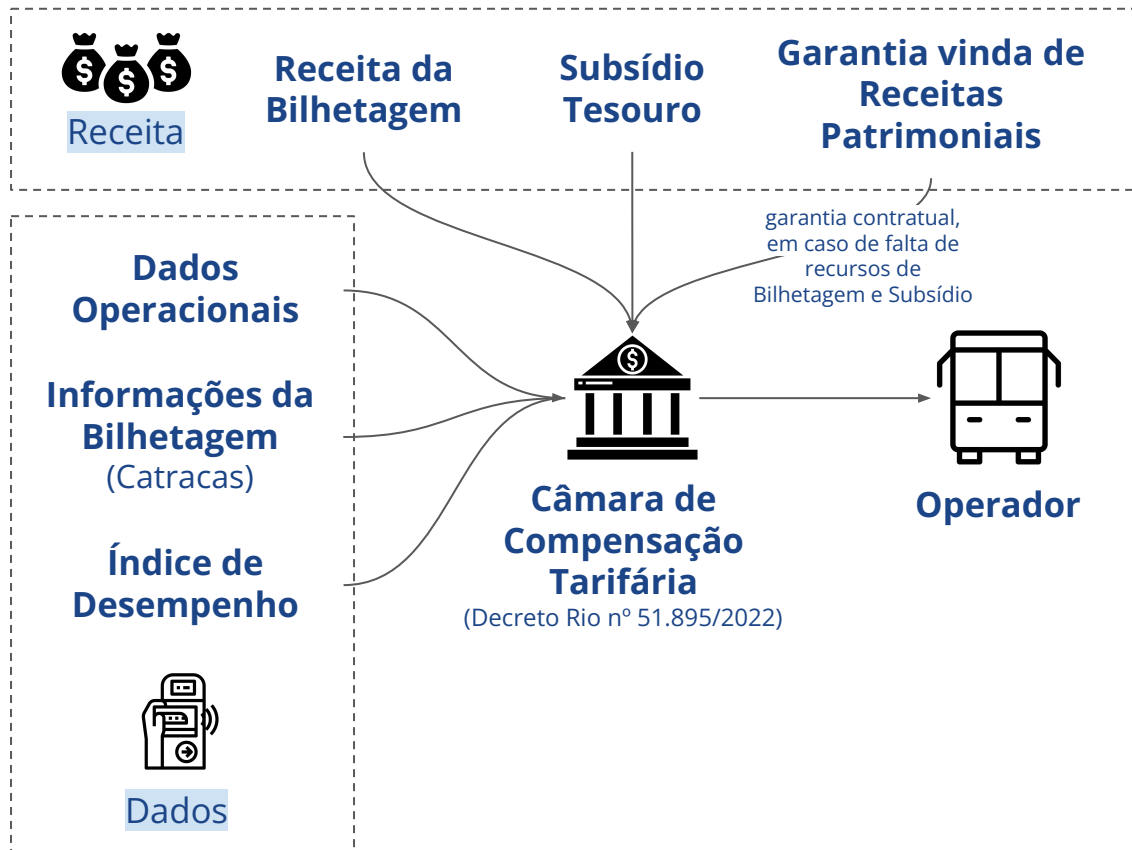 Receita
Receita da
Bilhetagem
Subsídio
Tesouro
Garantia vinda de
Receitas
Patrimoniais
garantia contratual,
em caso de falta de
recursos de
Bilhetagem e Subsídio
Dados
Operacionais
Informações da
Bilhetagem
(Catracas)
Índice de
Desempenho
Dados
Câmara de
Compensação
Tarifária
(Decreto Rio nº 51.895/2022)
Operador